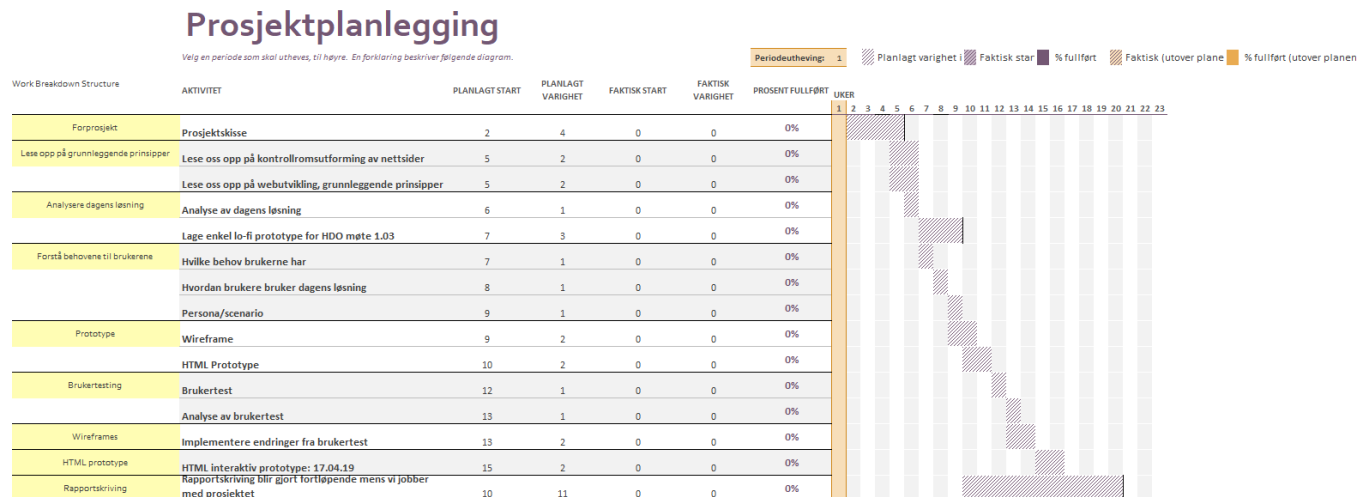 Prosjektplanlegging
Velg en periode som skal utheves, til høyre. En forklaring beskriver følgende diagram.
Periodeutheving: 1 Planlagt varighet i Faktisk star % fullført Faktisk (utover plane % fullført (utover planen
Work Breakdown Structure AKTIVITET PLANLAGT START PLANLAGT VARIGHET FAKTISK START FAKTISK VARIGHET PROSENT FULLFØRT UKER
1 2 3 4 5 6 7 8 9 10 11 12 13 14 15 16 17 18 19 20 21 22 23
Forprosjekt Prosjektskisse 2 4 0 0 0%
Lese opp på grunnleggende prinsipper Lese oss opp på kontrollromsutforming av nettsider 5 2 0 0 0%
Lese oss opp på webutvikling, grunnleggende prinsipper 5 2 0 0 0%
Analysere dagens løsning Analyse av dagens løsning 6 1 0 0 0%
Lage enkel lo-fi prototype for HDO møte 1.03 7 3 0 0 0%
Forstå behovene til brukerene Hvilke behov brukerne har 7 1 0 0 0%
Hvordan brukere bruker dagens løsning 8 1 0 0 0%
Persona/scenario 9 1 0 0 0%
Prototype Wireframe 9 2 0 0 0%
HTML Prototype 10 2 0 0 0%
Brukertesting Brukertest 12 1 0 0 0%
Analyse av brukertest 13 1 0 0 0%
Wireframes Implementere endringer fra brukertest 13 2 0 0 0%
HTML prototype HTML interaktiv prototype: 17.04.19 15 2 0 0 0%
Rapportskriving Rapportskriving blir gjort fortløpende mens vi jobber
med prosjektet 10 11 0 0 0%